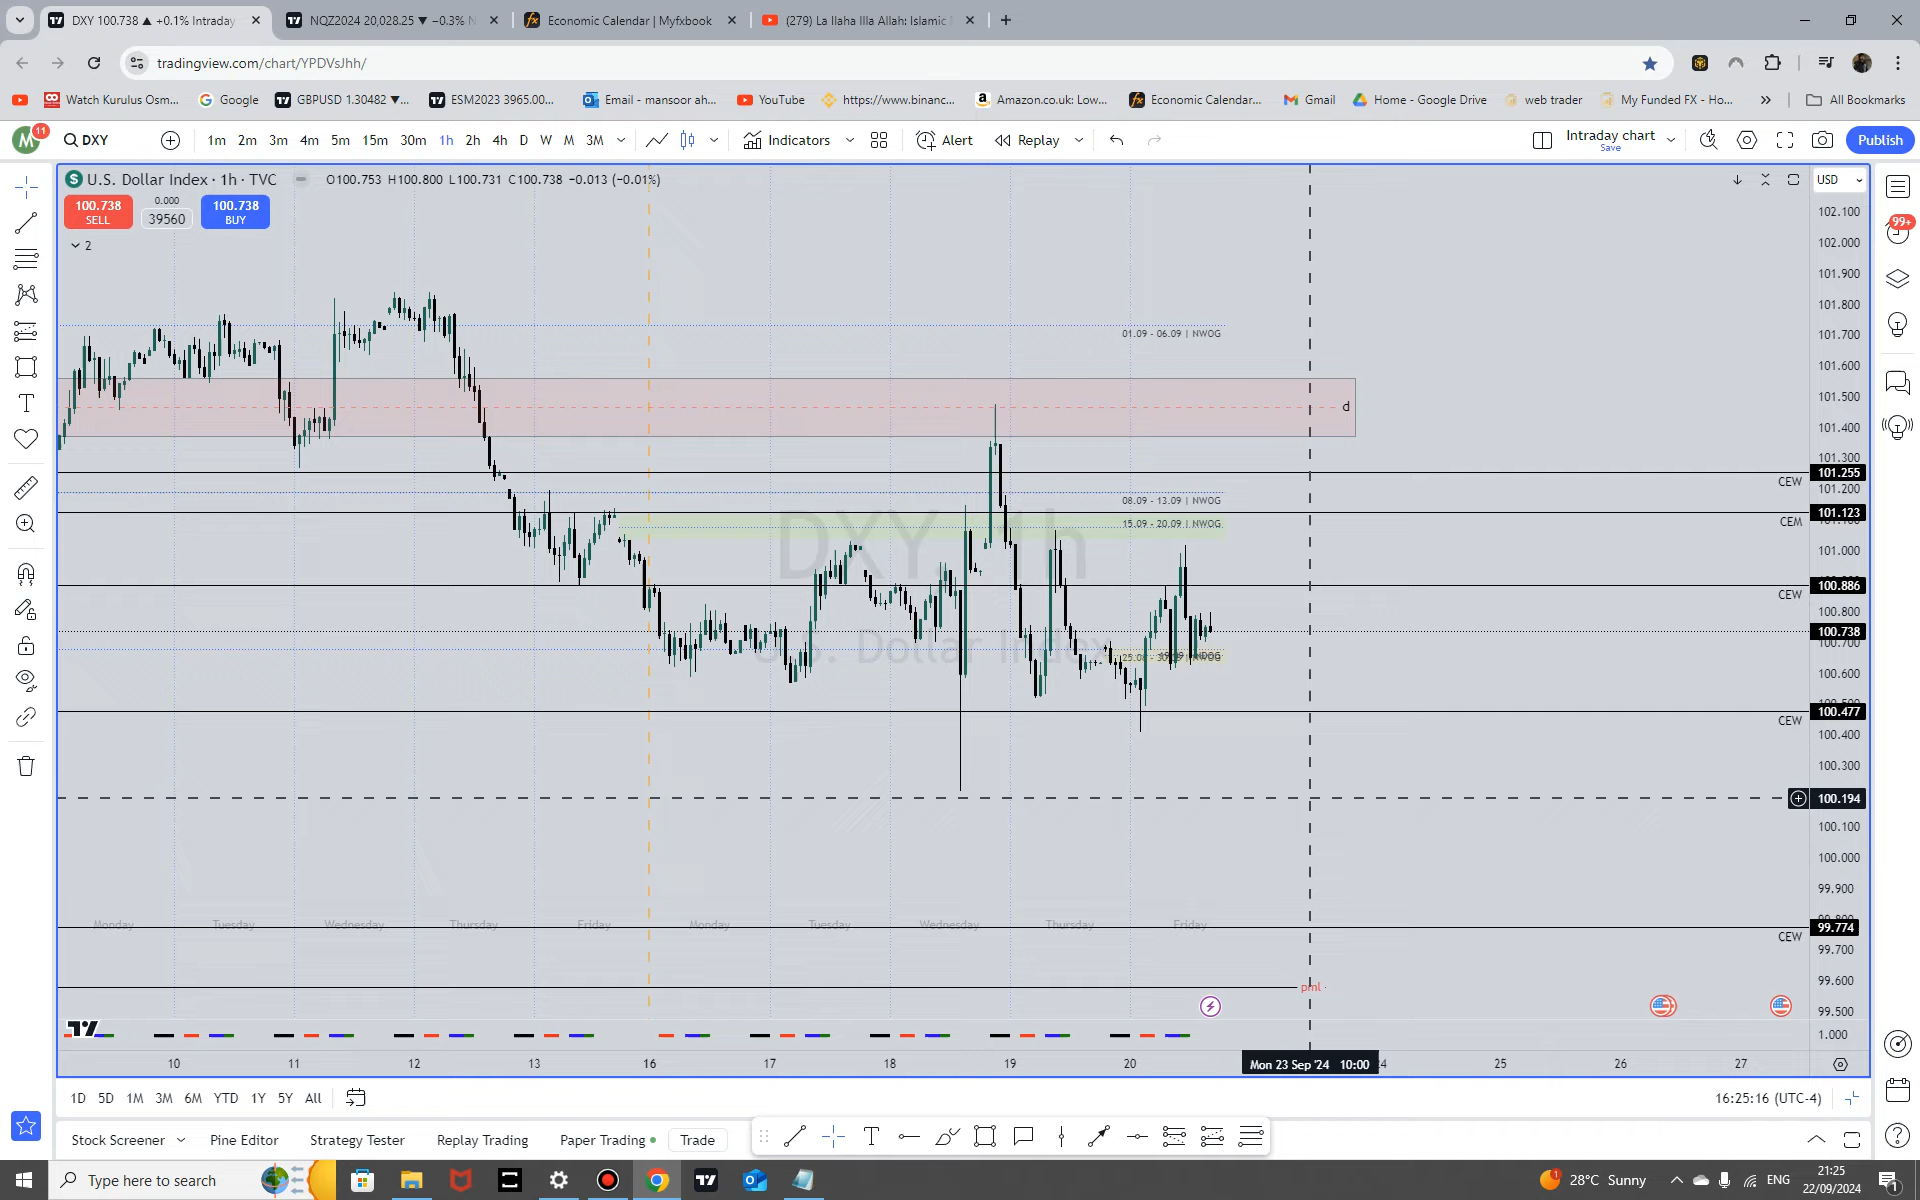 DXY 100.738 ▲ +0.1% Intraday
NQZ2024 20,028.25 ▼ −0.3% N
Economic Calendar | Myfxbook
(279) La Ilaha Illa Allah: Islamic
tradingview.com/chart/YPDVsJhh/
Watch Kurulus Osm...
Google
GBPUSD 1.30482 ▼...
ESM2023 3965.00...
Email - mansoor ah...
YouTube
https://www.binanc...
Amazon.co.uk: Low...
Economic Calendar...
Gmail
Home - Google Drive
web trader
My Funded FX - Ho...
All Bookmarks
M
11
DXY
1m 2m 3m 4m 5m 15m 30m 1h 2h 4h D W M 3M
Indicators
Alert
Replay
Intraday chart
Save
Publish
U.S. Dollar Index · 1h · TVC
O100.753 H100.800 L100.731 C100.738 −0.013 (−0.01%)
USD
100.738
SELL
0.000
39560
100.738
BUY
2
99+
102.100
102.000
101.900
101.800
101.700
101.600
101.500
101.400
101.300
101.255
101.200
101.123
101.000
100.886
100.800
100.738
100.600
100.477
100.400
100.300
100.194
100.100
100.000
99.900
99.774
99.700
99.600
99.500
1.000
01.09 - 06.09 | NWOG
d
CEW
08.09 - 13.09 | NWOG
CEM
15.09 - 20.09 | NWOG
DXY, 1h
CEW
U.S. Dollar Index
CEW
Monday Tuesday Wednesday Thursday Friday Monday Tuesday Wednesday Thursday Friday
CEW
pml
10 11 12 13 16 17 18 19 20
Mon 23 Sep '24 10:00
25 26 27
1D 5D 1M 3M 6M YTD 1Y 5Y All
16:25:16 (UTC-4)
Stock Screener
Pine Editor
Strategy Tester
Replay Trading
Paper Trading
Trade
Type here to search
28°C Sunny
ENG
21:25
22/09/2024
1